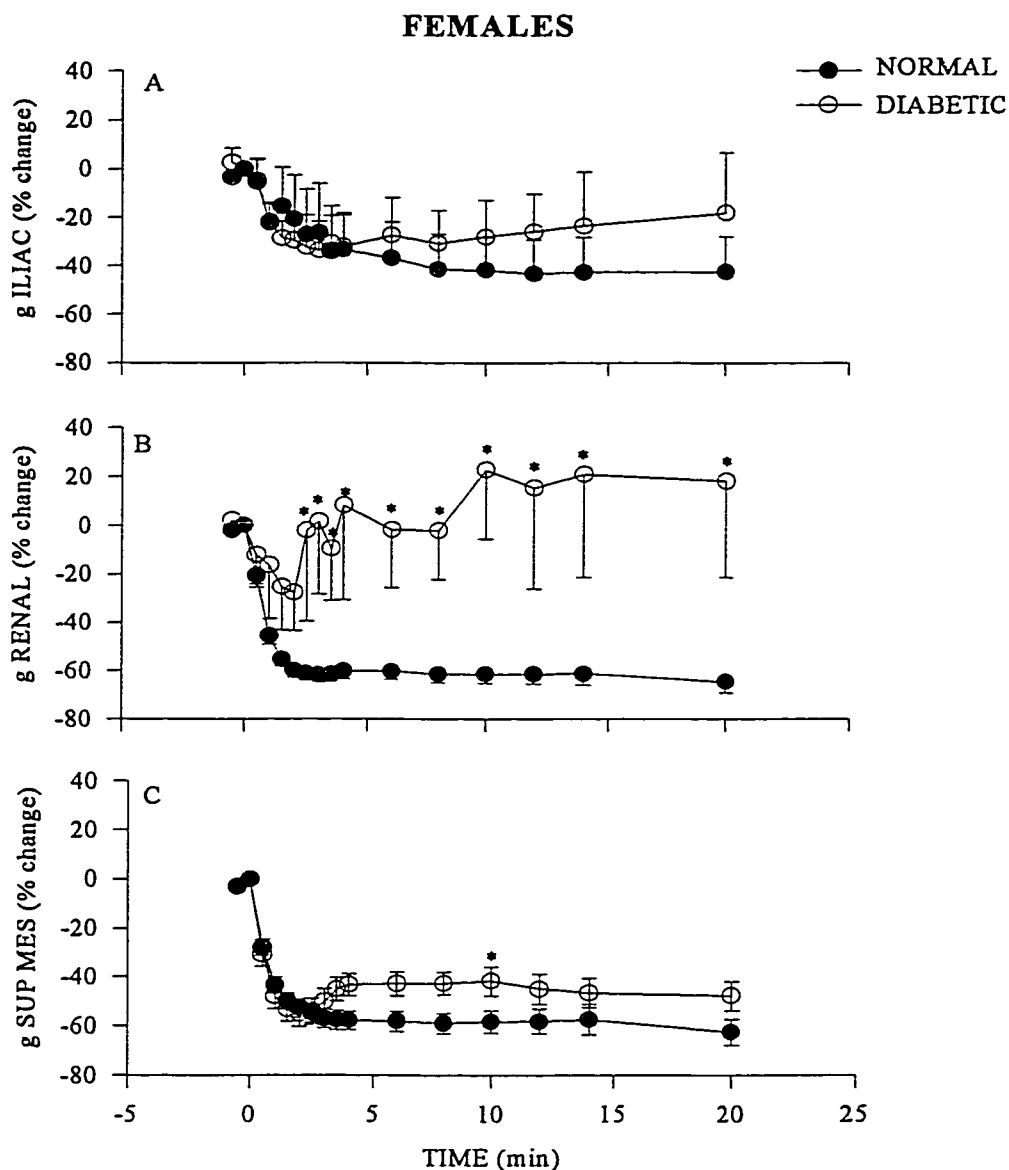 FEMALES
NORMAL
DIABETIC
A
g ILIAC (% change)
40
20
0
-20
-40
-60
-80
B
g RENAL (% change)
* * * * * * * * * *
40
20
0
-20
-40
-60
-80
C
g SUP MES (% change)
*
40
20
0
-20
-40
-60
-80
-5 0 5 10 15 20 25
TIME (min)